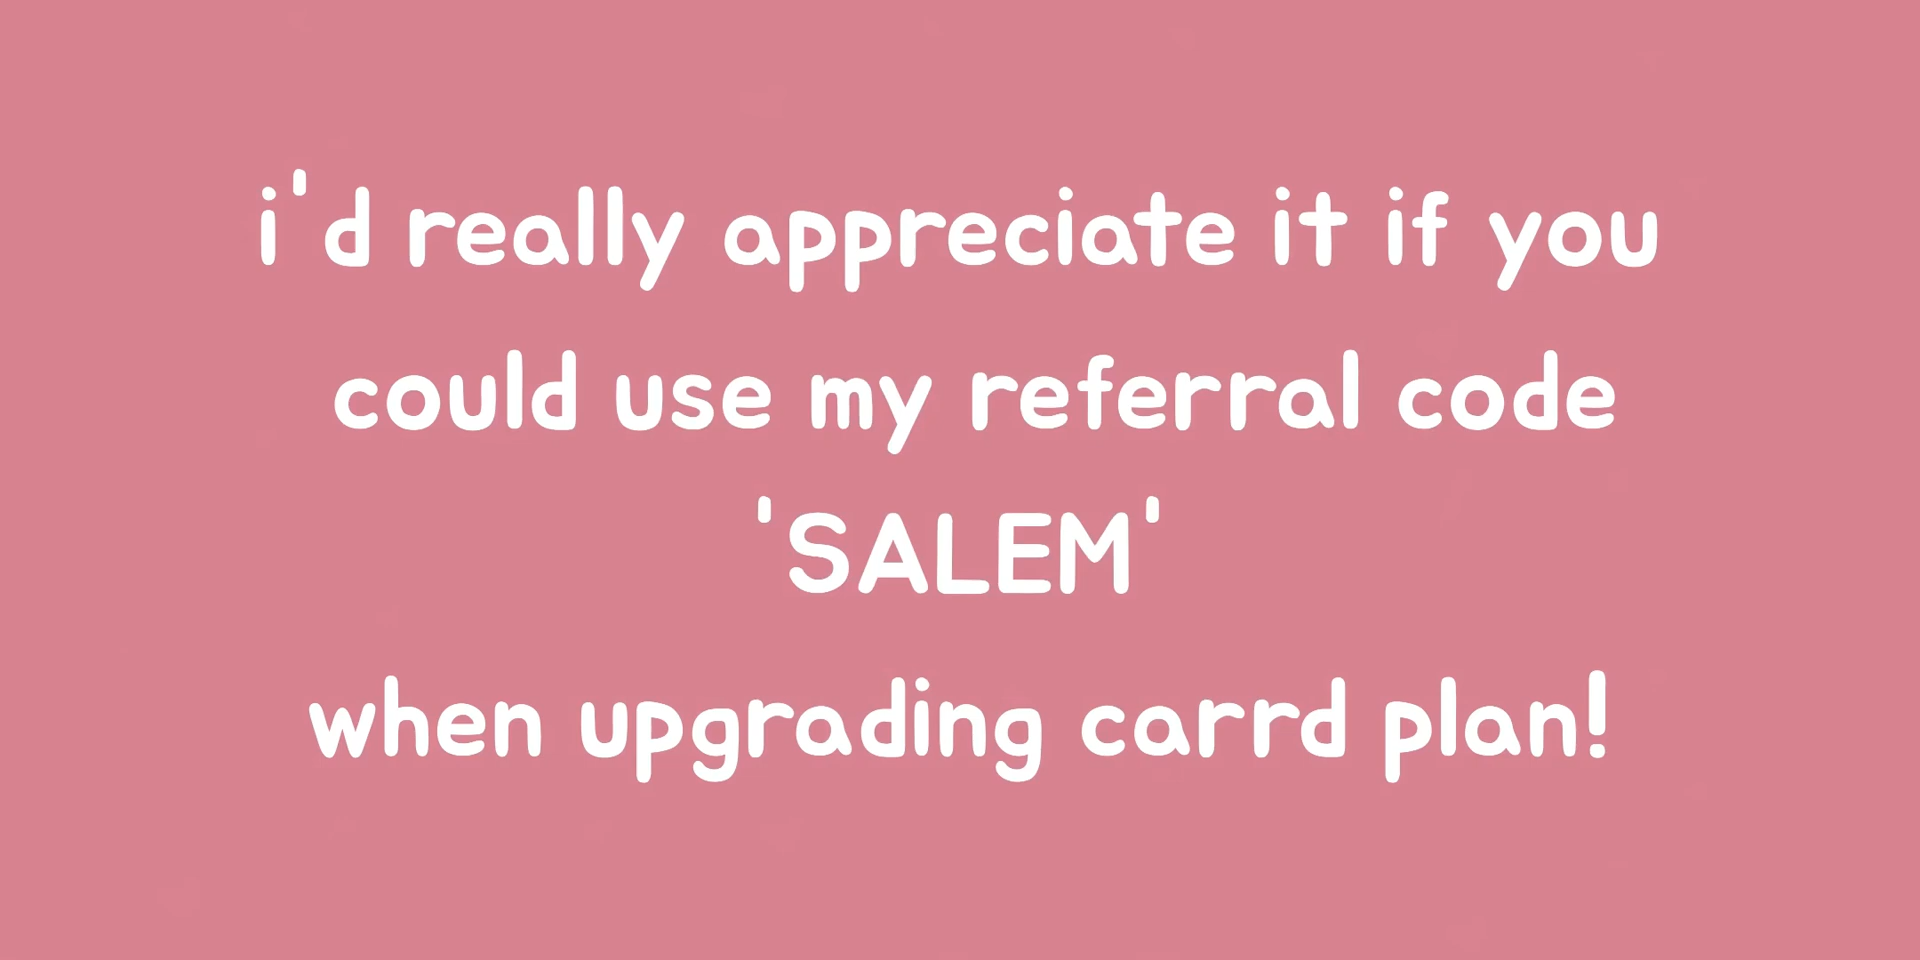 i'd really appreciate it if you
could use my referral code
'SALEM'
when upgrading carrd plan!